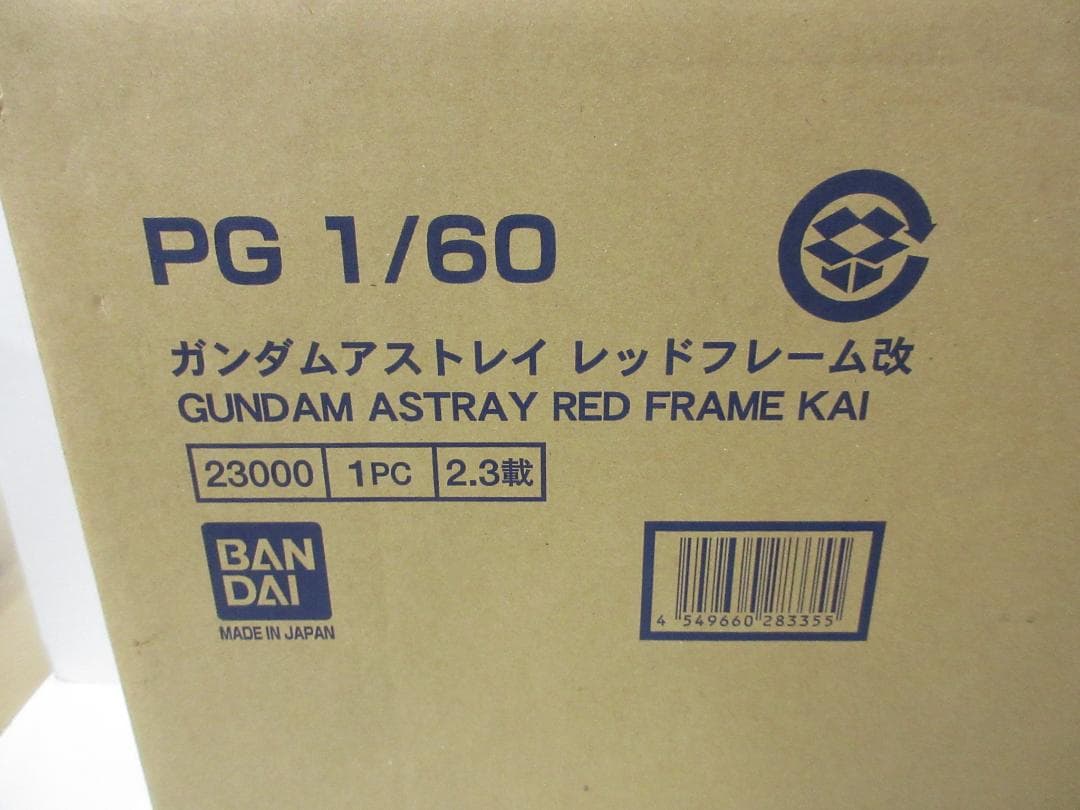 PG 1/60
ガンダムアストレイ レッドフレーム改
GUNDAM ASTRAY RED FRAME KAI
23000 1PC 2.3載
BAN
DAI
MADE IN JAPAN
4 549660 283355